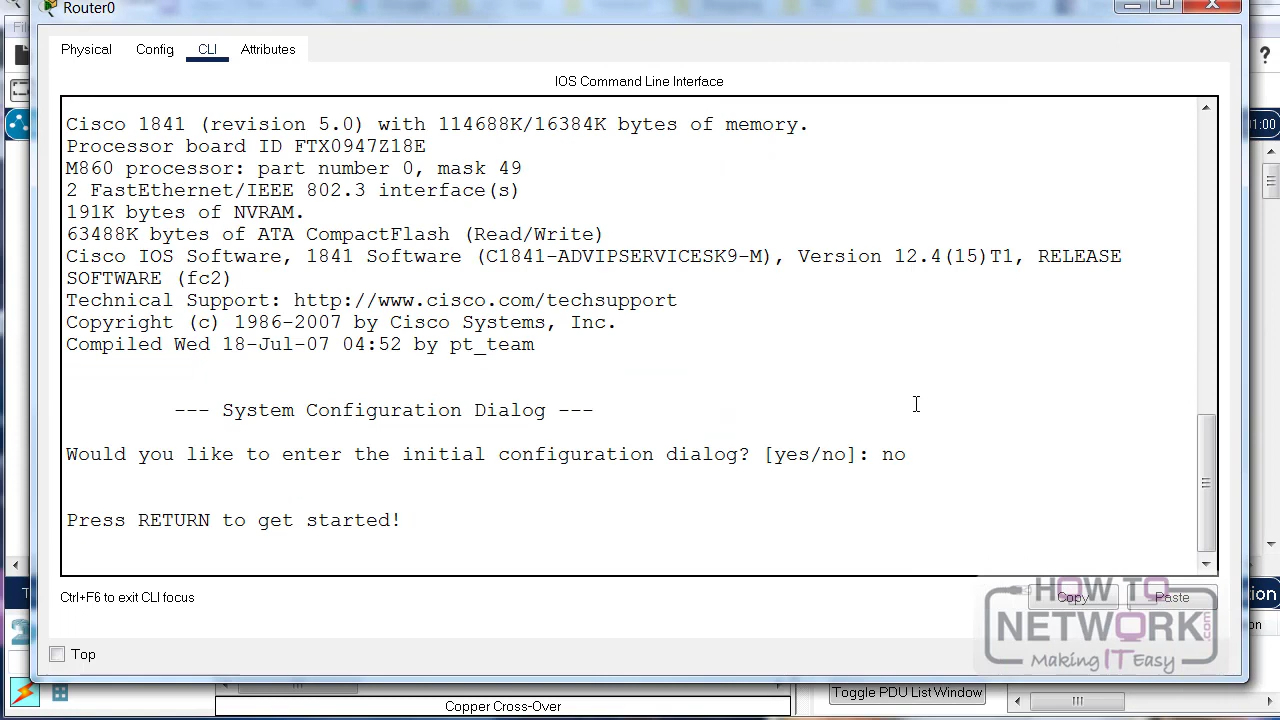 Router0
Physical
Config
CLI
Attributes
IOS Command Line Interface
Cisco 1841 (revision 5.0) with 114688K/16384K bytes of memory.
Processor board ID FTX0947Z18E
M860 processor: part number 0, mask 49
2 FastEthernet/IEEE 802.3 interface(s)
191K bytes of NVRAM.
63488K bytes of ATA CompactFlash (Read/Write)
Cisco IOS Software, 1841 Software (C1841-ADVIPSERVICESK9-M), Version 12.4(15)T1, RELEASE
SOFTWARE (fc2)
Technical Support: http://www.cisco.com/techsupport
Copyright (c) 1986-2007 by Cisco Systems, Inc.
Compiled Wed 18-Jul-07 04:52 by pt_team
--- System Configuration Dialog ---
Would you like to enter the initial configuration dialog? [yes/no]: no
Press RETURN to get started!
Ctrl+F6 to exit CLI focus
Copy
Paste
HOW TO
NETWORK.com
Making IT Easy
Top
Toggle PDU List Window
Copper Cross-Over